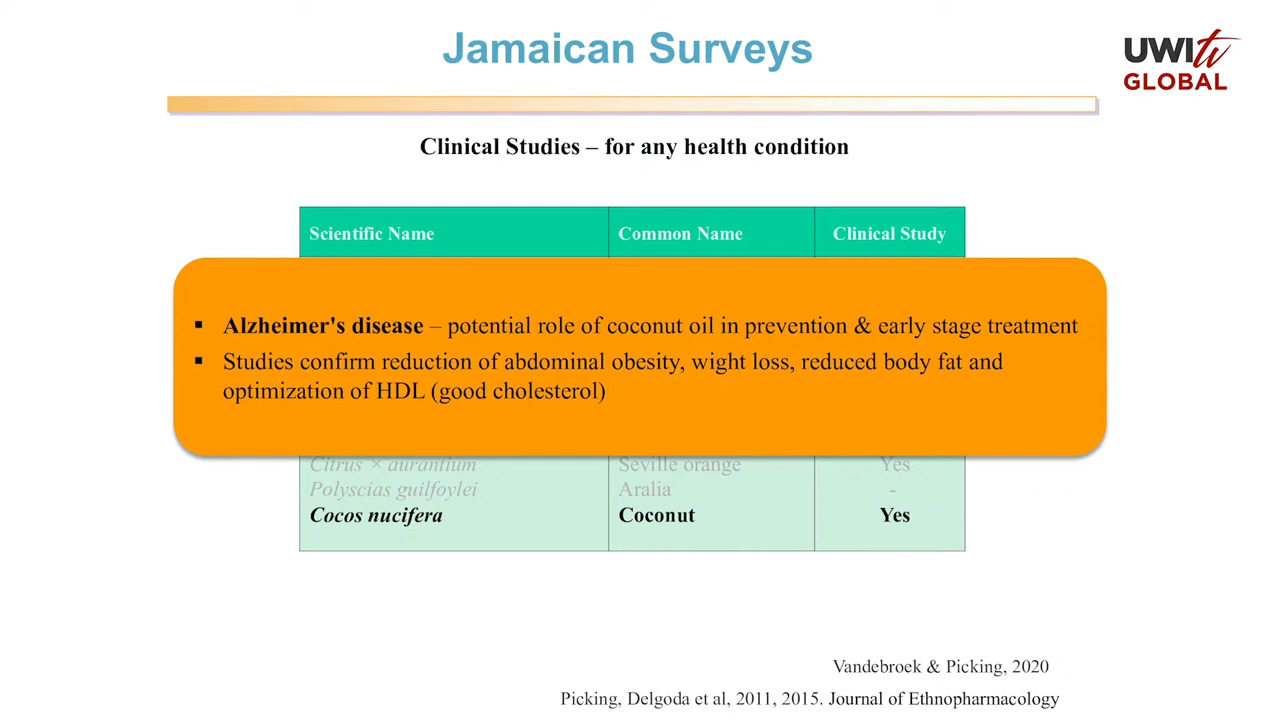 Jamaican Surveys
UWI tv
GLOBAL
Clinical Studies – for any health condition
Scientific Name Common Name Clinical Study
▪ Alzheimer's disease – potential role of coconut oil in prevention & early stage treatment
▪ Studies confirm reduction of abdominal obesity, wight loss, reduced body fat and
optimization of HDL (good cholesterol)
Citrus × aurantium Seville orange Yes
Polyscias guilfoylei Aralia -
Cocos nucifera Coconut Yes
Vandebroek & Picking, 2020
Picking, Delgoda et al, 2011, 2015. Journal of Ethnopharmacology